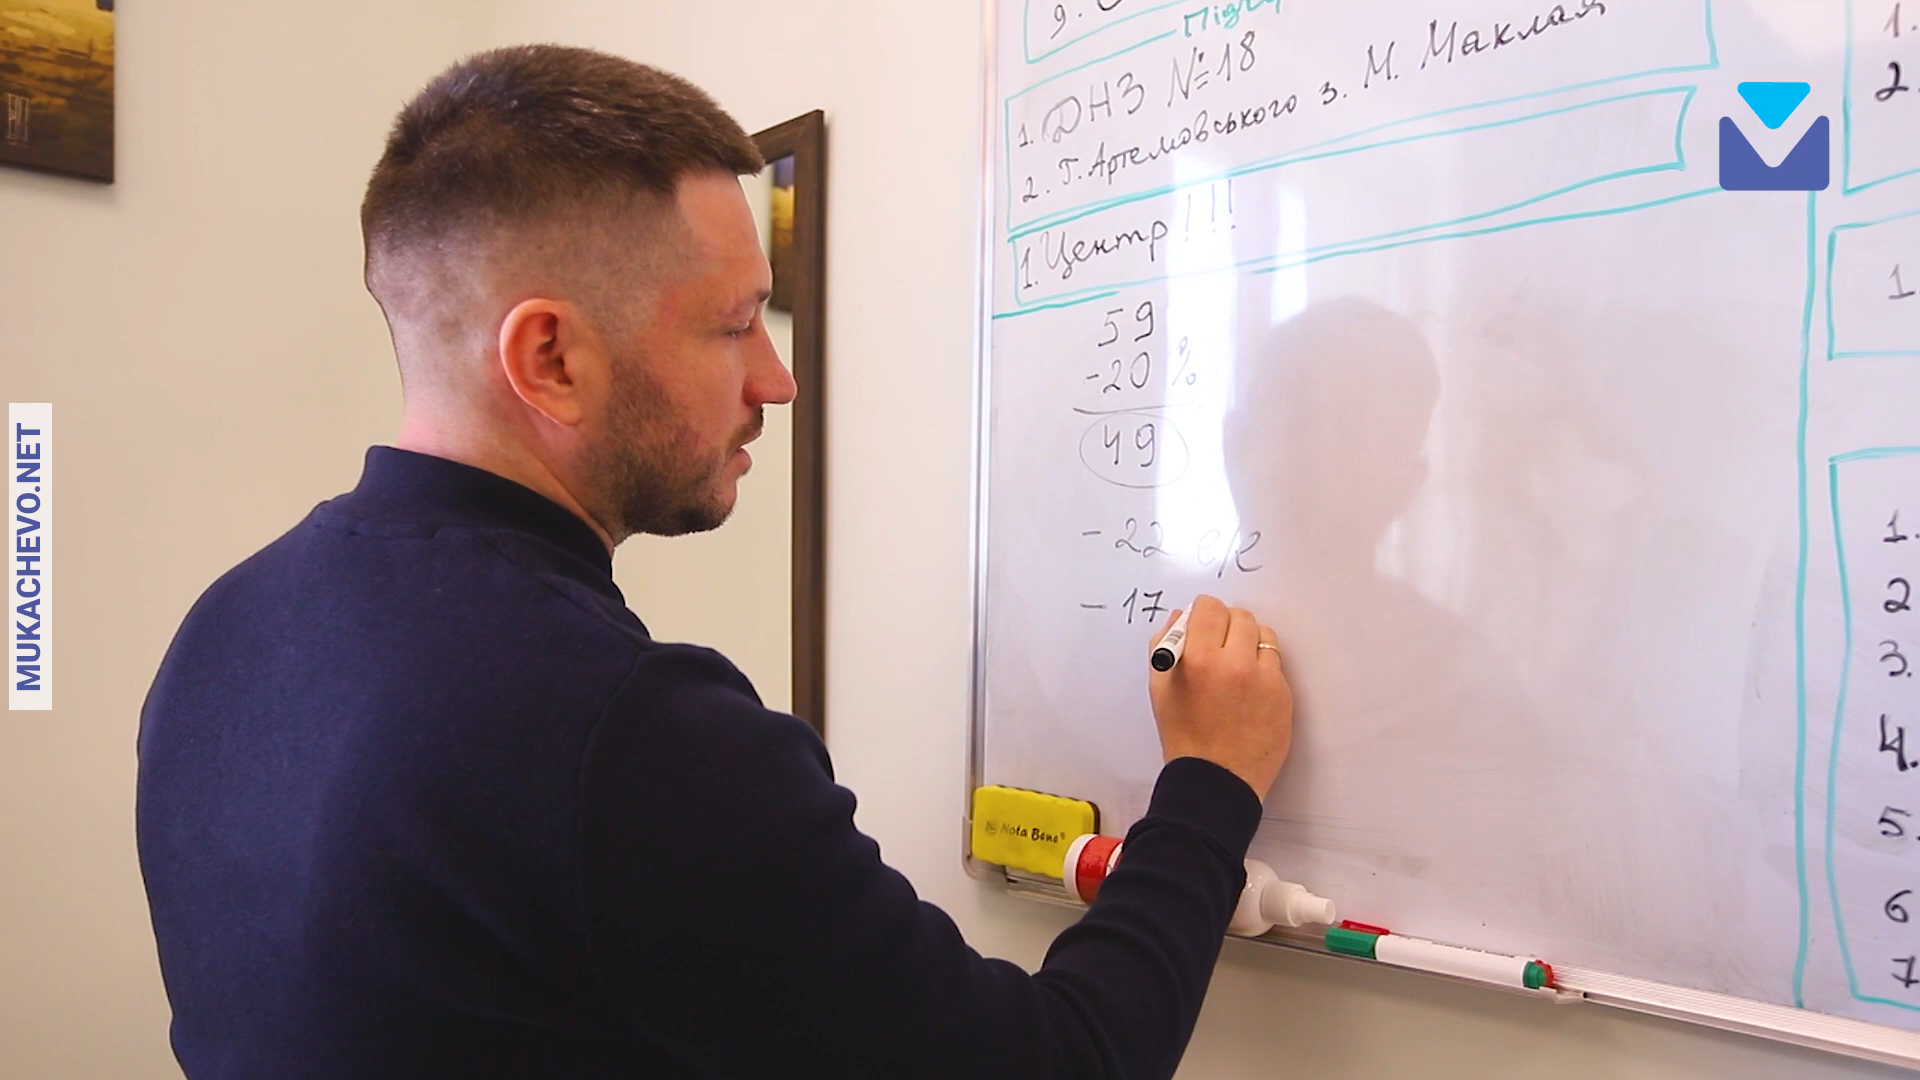 9.
1. ДНЗ №18
2. Г. Артемовського з. М. Маклая
1. Центр!!!
59
-20 %
49
- 22 е/е
- 17
Nota Bene
1.
2.
1.
1.
2
3.
4.
5.
6
7
MUKACHEVO.NET